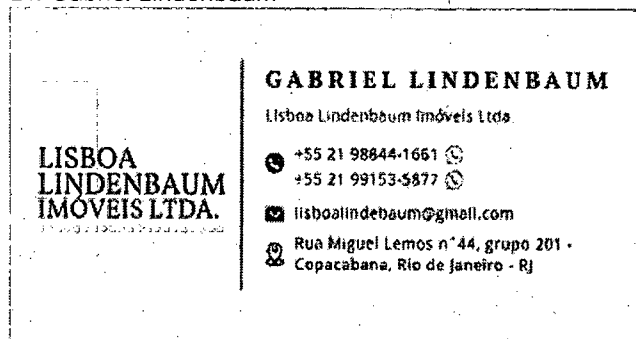 GABRIEL LINDENBAUM
Lisboa Lindenbaum Imóveis Ltda.
LISBOA
LINDENBAUM
IMÓVEIS LTDA.
+55 21 98844-1661
+55 21 99153-5877
lisboalindebaum@gmail.com
Rua Miguel Lemos n°44, grupo 201 -
Copacabana, Rio de Janeiro - RJ